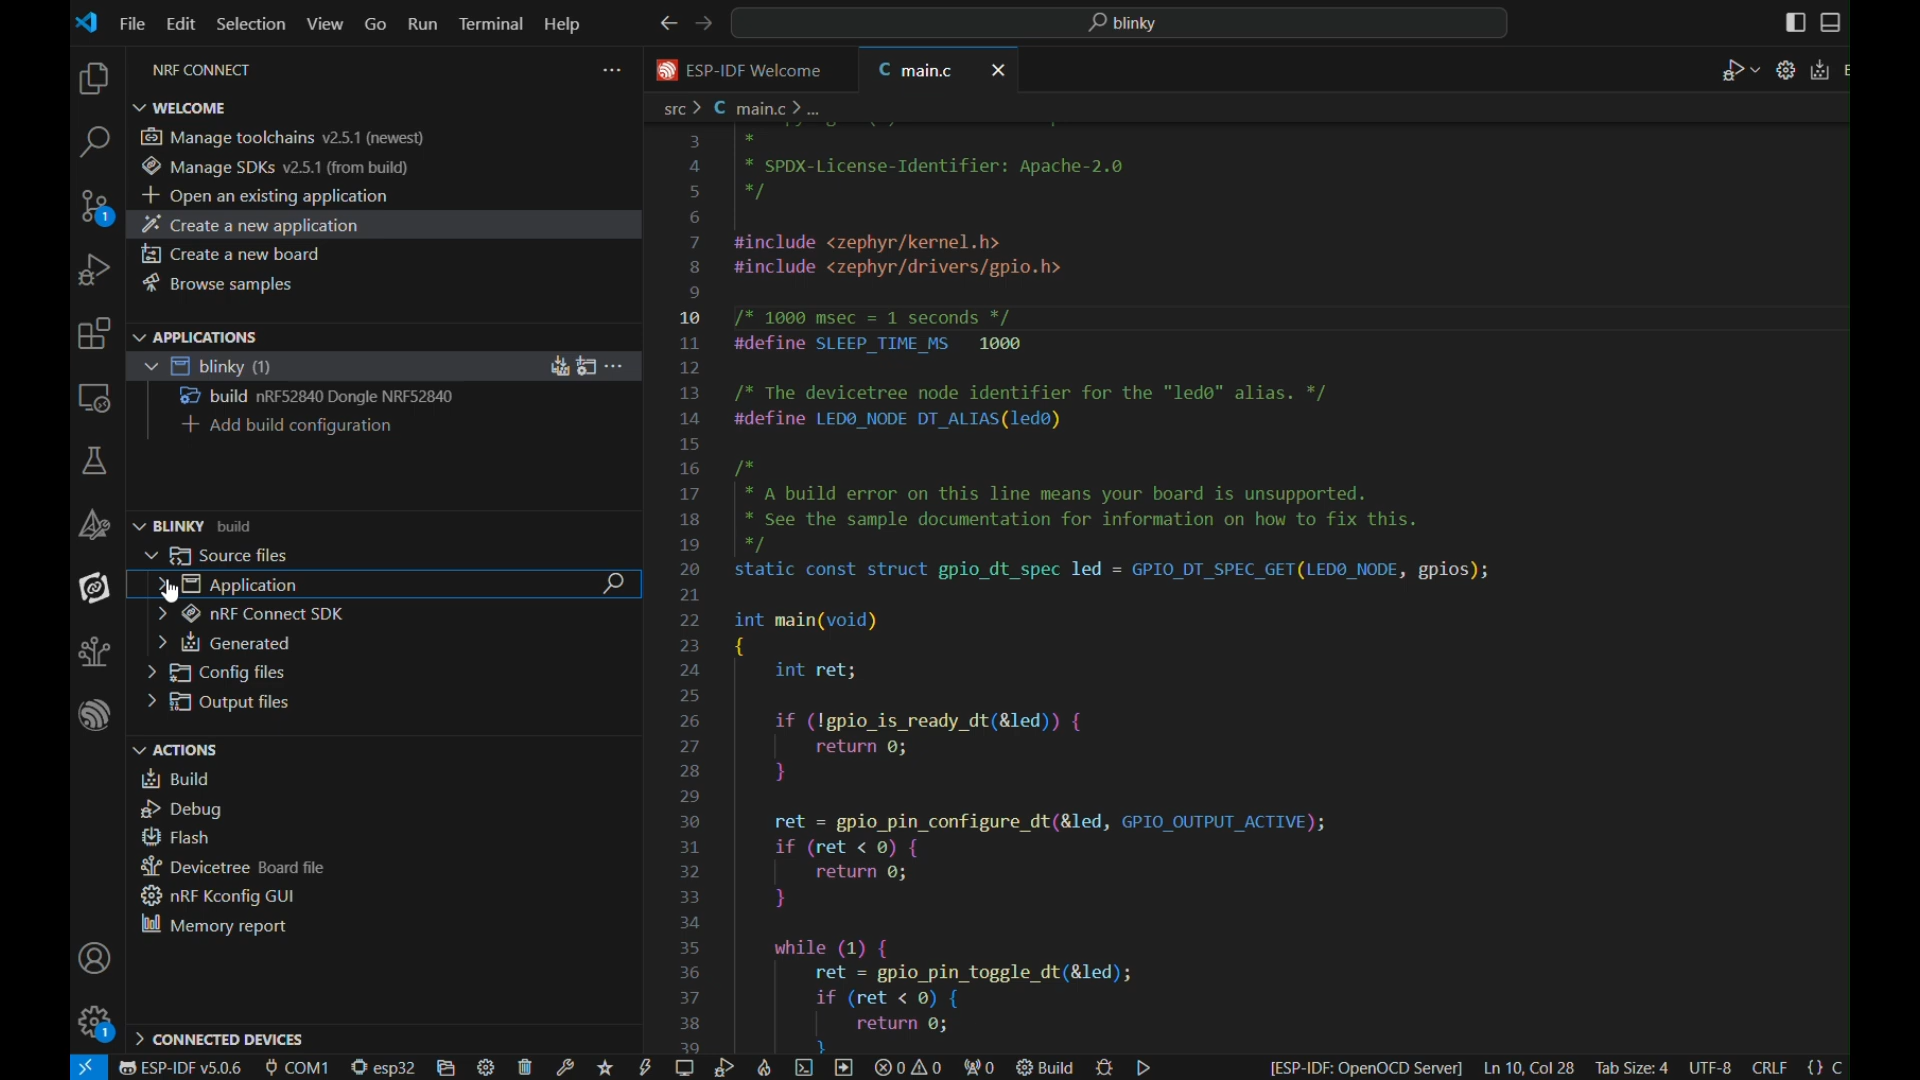 File Edit Selection View Go Run Terminal Help
blinky
NRF CONNECT
WELCOME
Manage toolchains v2.5.1 (newest)
Manage SDKs v2.5.1 (from build)
Open an existing application
Create a new application
Create a new board
Browse samples
APPLICATIONS
blinky (1)
build nRF52840 Dongle NRF52840
Add build configuration
BLINKY build
Source files
Application
nRF Connect SDK
Generated
Config files
Output files
ACTIONS
Build
Debug
Flash
Devicetree Board file
nRF Kconfig GUI
Memory report
CONNECTED DEVICES
1
1
ESP-IDF Welcome
C main.c
src > C main.c > ...
3 *
4 * SPDX-License-Identifier: Apache-2.0
5 */
6
7 #include <zephyr/kernel.h>
8 #include <zephyr/drivers/gpio.h>
9
10 /* 1000 msec = 1 seconds */
11 #define SLEEP_TIME_MS 1000
12
13 /* The devicetree node identifier for the "led0" alias. */
14 #define LED0_NODE DT_ALIAS(led0)
15
16 /*
17 * A build error on this line means your board is unsupported.
18 * See the sample documentation for information on how to fix this.
19 */
20 static const struct gpio_dt_spec led = GPIO_DT_SPEC_GET(LED0_NODE, gpios);
21
22 int main(void)
23 {
24 int ret;
25
26 if (!gpio_is_ready_dt(&led)) {
27 return 0;
28 }
29
30 ret = gpio_pin_configure_dt(&led, GPIO_OUTPUT_ACTIVE);
31 if (ret < 0) {
32 return 0;
33 }
34
35 while (1) {
36 ret = gpio_pin_toggle_dt(&led);
37 if (ret < 0) {
38 return 0;
39 }
ESP-IDF v5.0.6 COM1 esp32 0 0 0 Build [ESP-IDF: OpenOCD Server] Ln 10, Col 28 Tab Size: 4 UTF-8 CRLF {} C